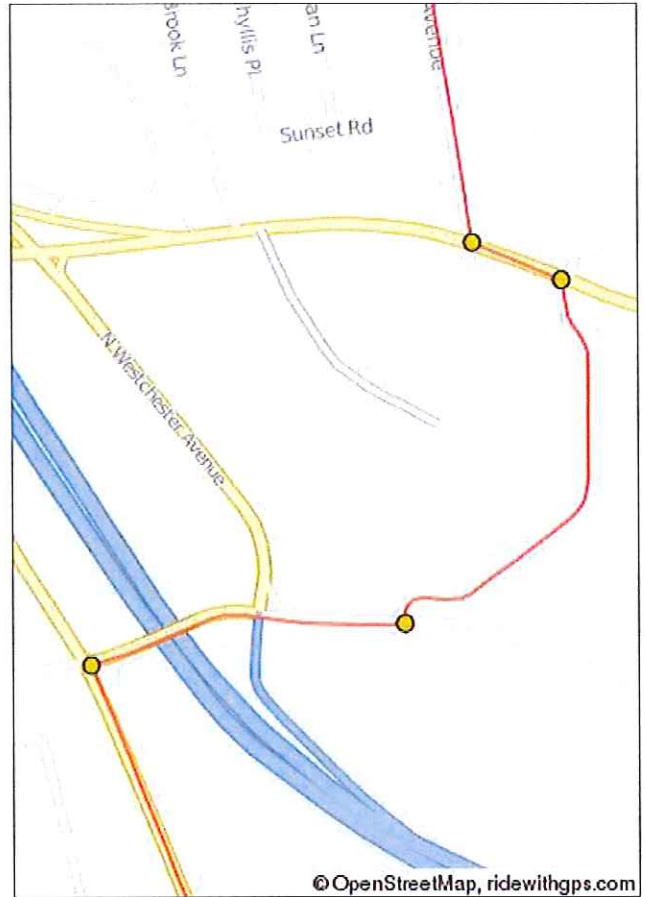 Brook Ln
hyllis Pl
an Ln
Avenue
Sunset Rd
N Westchester Avenue
© OpenStreetMap, ridewithgps.com